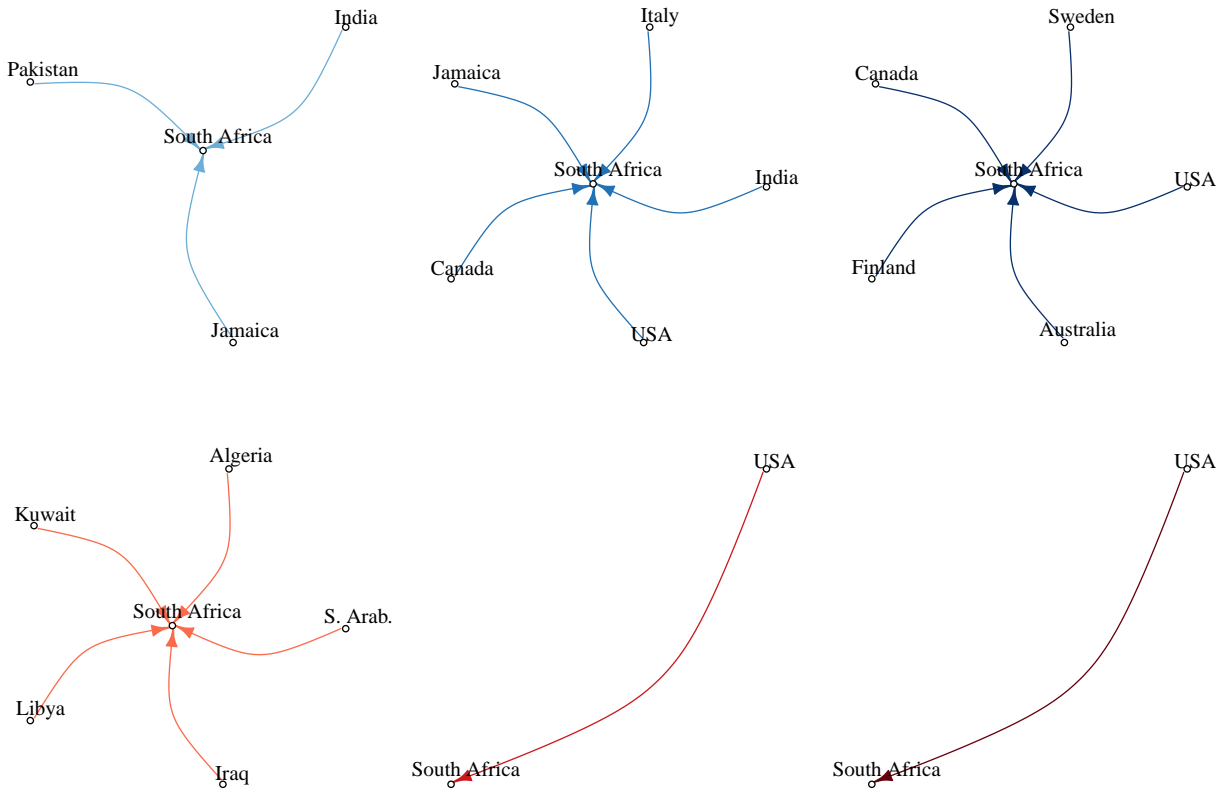 India
Pakistan
South Africa
Jamaica
Italy
Jamaica
South Africa
India
Canada
USA
Sweden
Canada
South Africa
USA
Finland
Australia
Algeria
Kuwait
South Africa
S. Arab.
Libya
Iraq
USA
South Africa
USA
South Africa